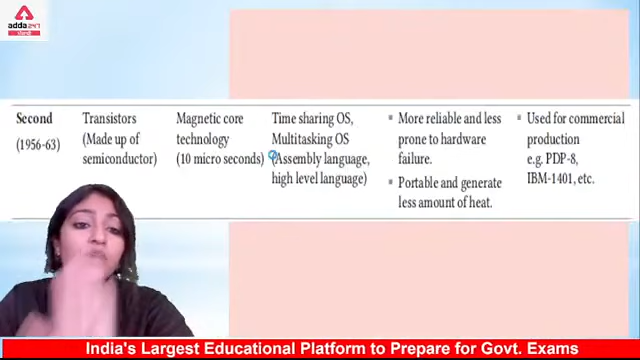 adda247
ਪੰਜਾਬੀ
Second
(1956-63)
Transistors
(Made up of
semiconductor)
Magnetic core
technology
(10 micro seconds)
Time sharing OS,
Multitasking OS
(Assembly language,
high level language)
▪ More reliable and less
prone to hardware
failure.
▪ Portable and generate
less amount of heat.
▪ Used for commercial
production
e.g. PDP-8,
IBM-1401, etc.
India's Largest Educational Platform to Prepare for Govt. Exams